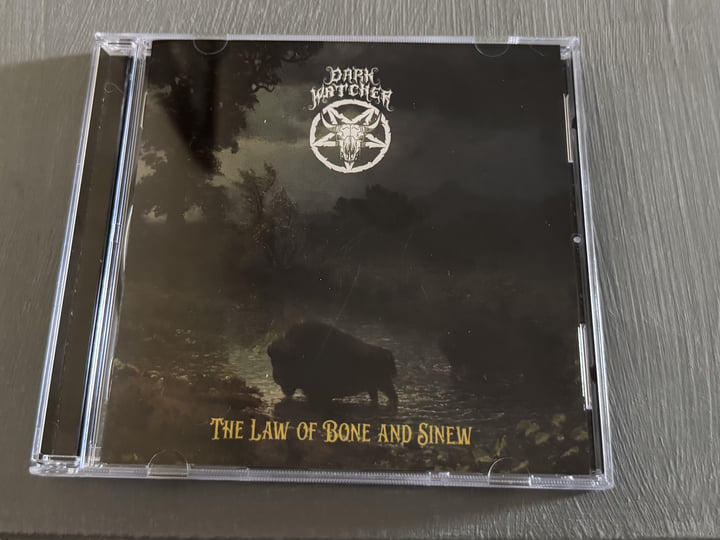 DARK
WATCHER
THE LAW OF BONE AND SINEW